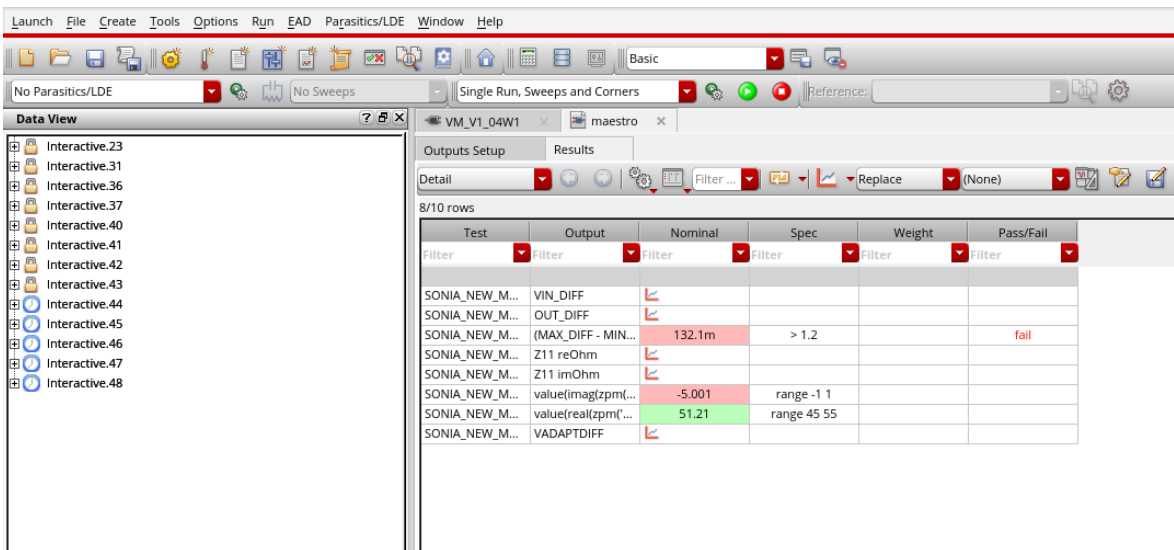 Launch File Create Tools Options Run EAD Parasitics/LDE Window Help
Basic
No Parasitics/LDE No Sweeps Single Run, Sweeps and Corners Reference:
Data View
VM_V1_04W1 maestro
Interactive.23
Interactive.31
Interactive.36
Interactive.37
Interactive.40
Interactive.41
Interactive.42
Interactive.43
Interactive.44
Interactive.45
Interactive.46
Interactive.47
Interactive.48
Outputs Setup Results
Detail Filter ... Replace (None)
8/10 rows
Test Output Nominal Spec Weight Pass/Fail
Filter Filter Filter Filter Filter Filter
SONIA_NEW_M... VIN_DIFF
SONIA_NEW_M... OUT_DIFF
SONIA_NEW_M... (MAX_DIFF - MIN... 132.1m > 1.2 fail
SONIA_NEW_M... Z11 reOhm
SONIA_NEW_M... Z11 imOhm
SONIA_NEW_M... value(imag(zpm(... -5.001 range -1 1
SONIA_NEW_M... value(real(zpm('... 51.21 range 45 55
SONIA_NEW_M... VADAPTDIFF